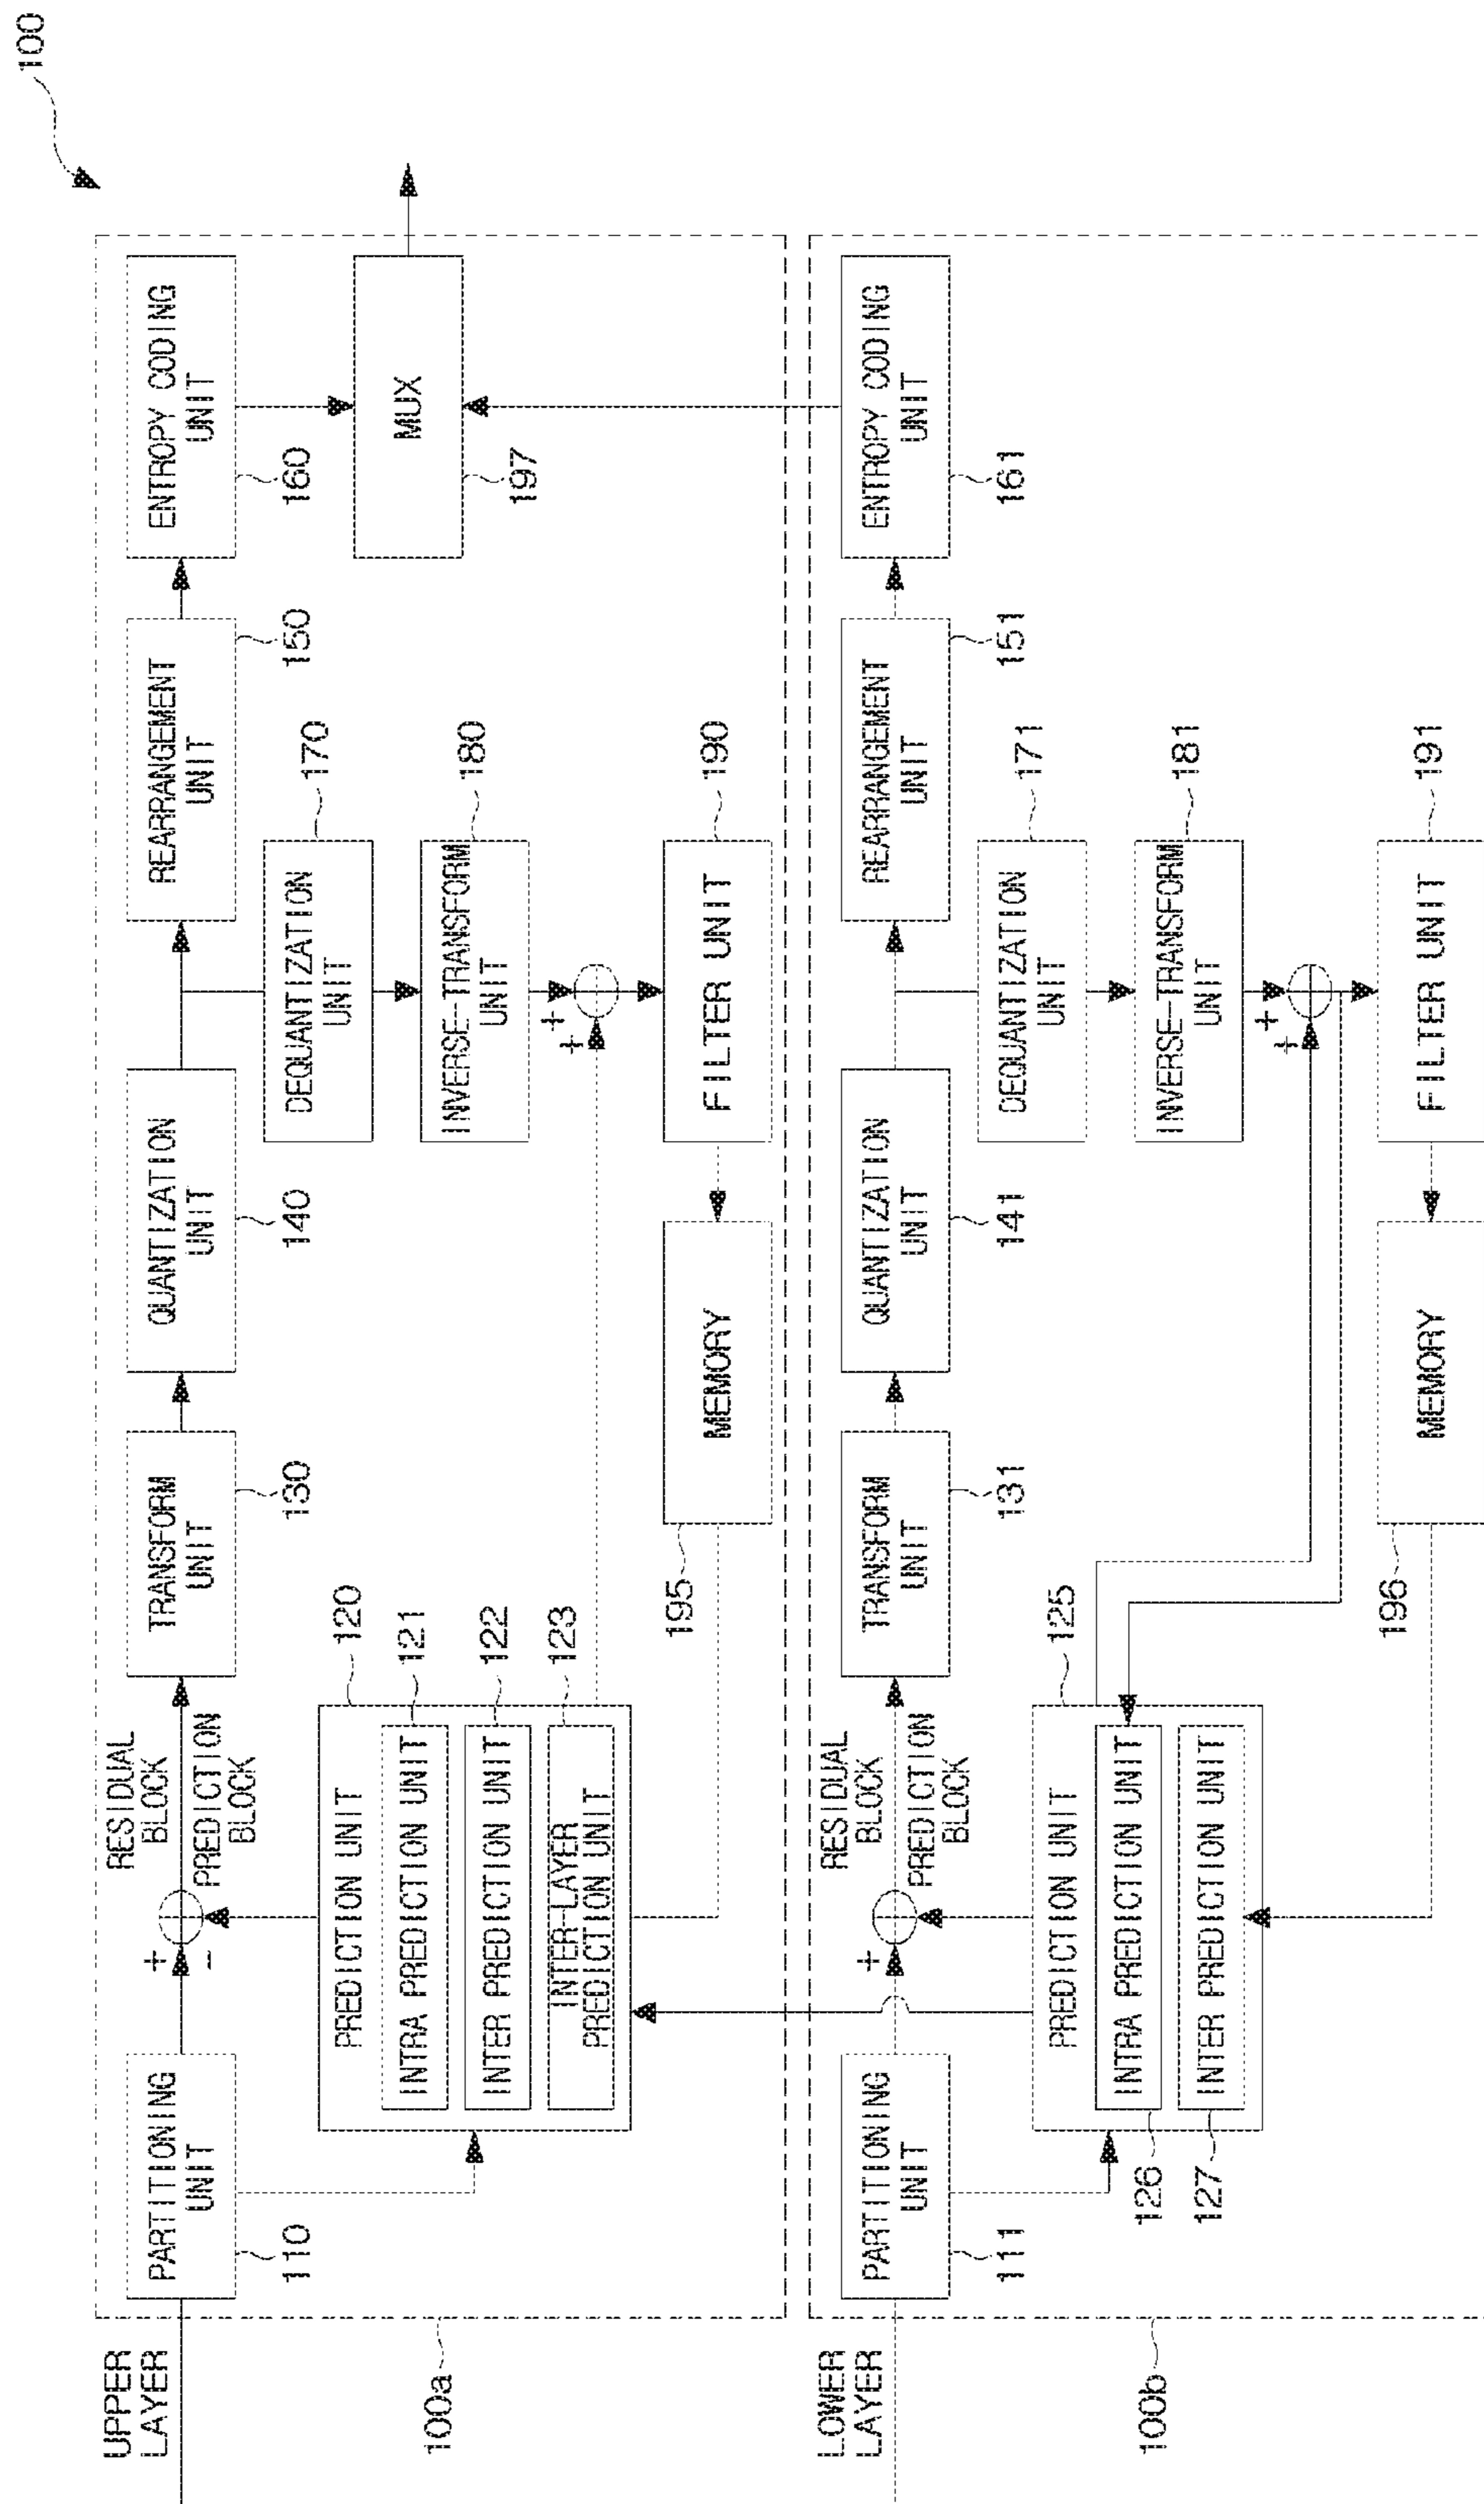 100
UPPER
LAYER
100a
PARTITIONING
UNIT
110
+
-
RESIDUAL
BLOCK
PREDICTION
BLOCK
TRANSFORM
UNIT
130
QUANTIZATION
UNIT
140
REARRANGEMENT
UNIT
150
ENTROPY CODING
UNIT
160
MUX
197
DEQUANTIZATION
UNIT
170
INVERSE-TRANSFORM
UNIT
180
+
+
FILTER UNIT
190
MEMORY
195
PREDICTION UNIT
120
INTRA PREDICTION UNIT
121
INTER PREDICTION UNIT
122
INTER-LAYER
PREDICTION UNIT
123
LOWER
LAYER
100b
PARTITIONING
UNIT
111
+
RESIDUAL
BLOCK
PREDICTION
BLOCK
TRANSFORM
UNIT
131
QUANTIZATION
UNIT
141
REARRANGEMENT
UNIT
151
ENTROPY CODING
UNIT
161
DEQUANTIZATION
UNIT
171
INVERSE-TRANSFORM
UNIT
181
+
+
FILTER UNIT
191
MEMORY
196
PREDICTION UNIT
125
INTRA PREDICTION UNIT
126
INTER PREDICTION UNIT
127